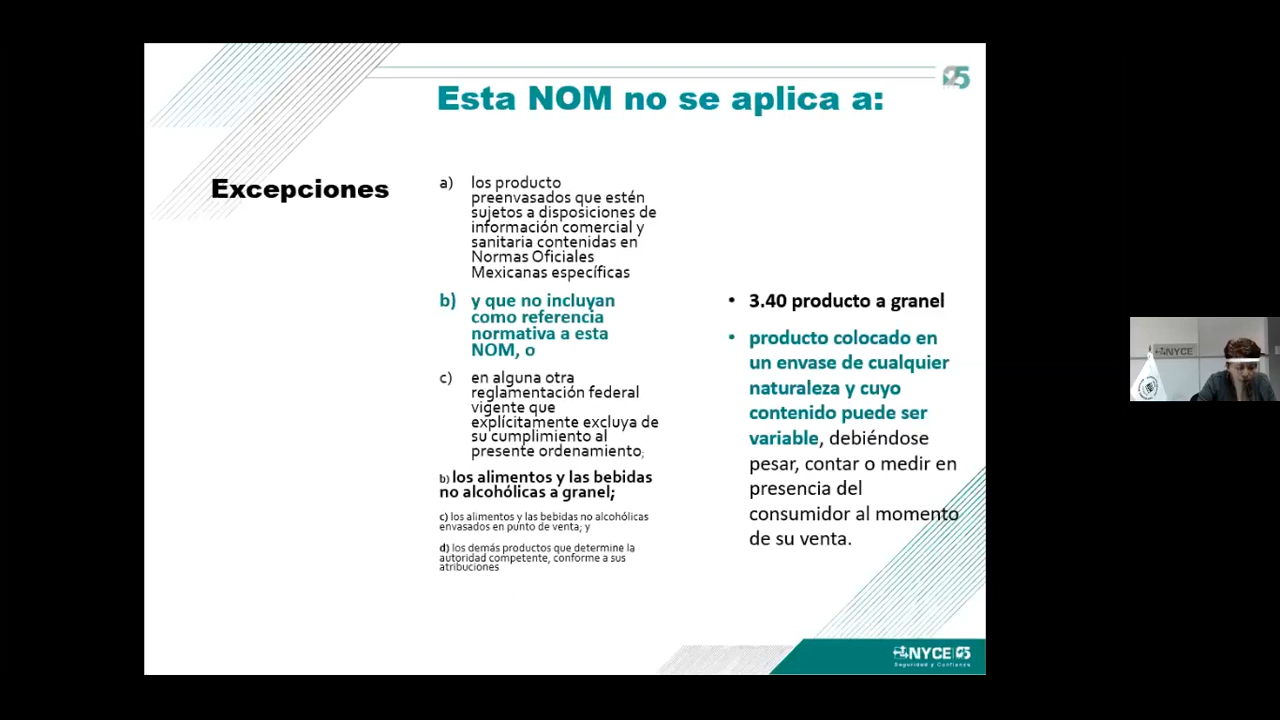 Esta NOM no se aplica a:
Excepciones
a) los producto
preenvasados que estén
sujetos a disposiciones de
información comercial y
sanitaria contenidas en
Normas Oficiales
Mexicanas específicas
b) y que no incluyan
como referencia
normativa a esta
NOM, o
c) en alguna otra
reglamentación federal
vigente que
explícitamente excluya de
su cumplimiento al
presente ordenamiento;
b) los alimentos y las bebidas
no alcohólicas a granel;
c) los alimentos y las bebidas no alcohólicas
envasados en punto de venta; y
d) los demás productos que determine la
autoridad competente, conforme a sus
atribuciones
• 3.40 producto a granel
• producto colocado en
un envase de cualquier
naturaleza y cuyo
contenido puede ser
variable, debiéndose
pesar, contar o medir en
presencia del
consumidor al momento
de su venta.
NYCE
NYCE
Seguridad y Confianza